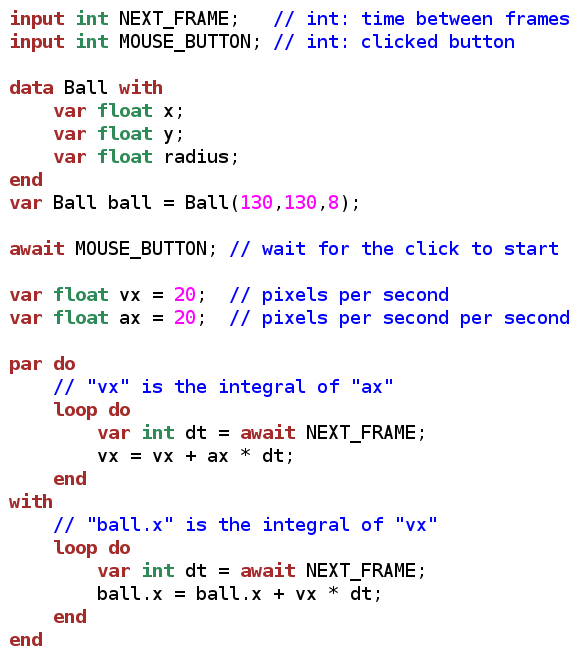 input int NEXT_FRAME;   // int: time between frames
input int MOUSE_BUTTON; // int: clicked button

data Ball with
    var float x;
    var float y;
    var float radius;
end
var Ball ball = Ball(130,130,8);

await MOUSE_BUTTON; // wait for the click to start

var float vx = 20;  // pixels per second
var float ax = 20;  // pixels per second per second

par do
    // "vx" is the integral of "ax"
    loop do
        var int dt = await NEXT_FRAME;
        vx = vx + ax * dt;
    end
with
    // "ball.x" is the integral of "vx"
    loop do
        var int dt = await NEXT_FRAME;
        ball.x = ball.x + vx * dt;
    end
end